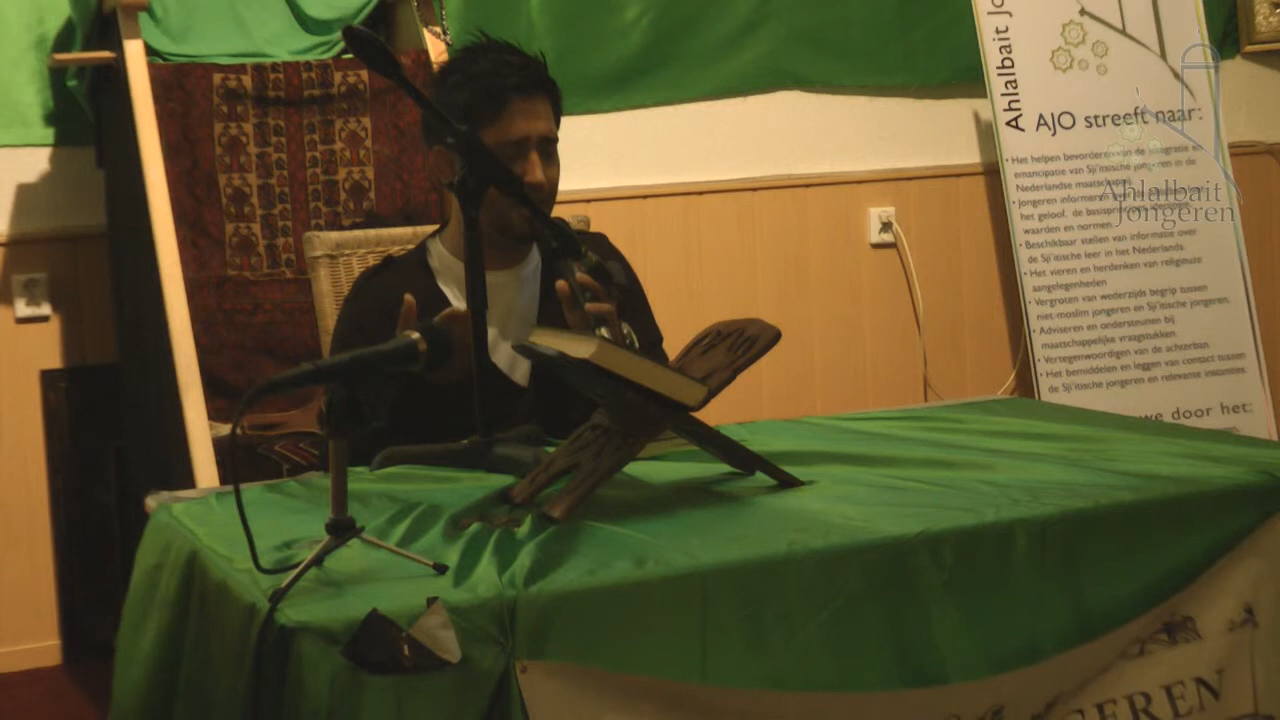 Ahlalbait Jo
AJO streeft naar:
• Het helpen bevorderen van de integratie en
emancipatie van Sji'itische jongeren in de
Nederlandse maatschappij
• Jongeren informeren
het geloof, de
waarden en normen
• Beschikbaar stellen van informatie over
de Sji'itische leer in het Nederlands
• Het vieren en herdenken van religieuze
aangelegenheden
• Vergroten van wederzijds begrip tussen
niet-moslim jongeren en Sji'itische jongeren.
• Adviseren en ondersteunen bij
maatschappelijke vraagstukken.
• Vertegenwoordigen van de achterban
• Het bemiddelen en leggen van contact tussen
de Sji'itische jongeren en relevante instanties.
we door het:
Ahlalbait
Jongeren
GEREN